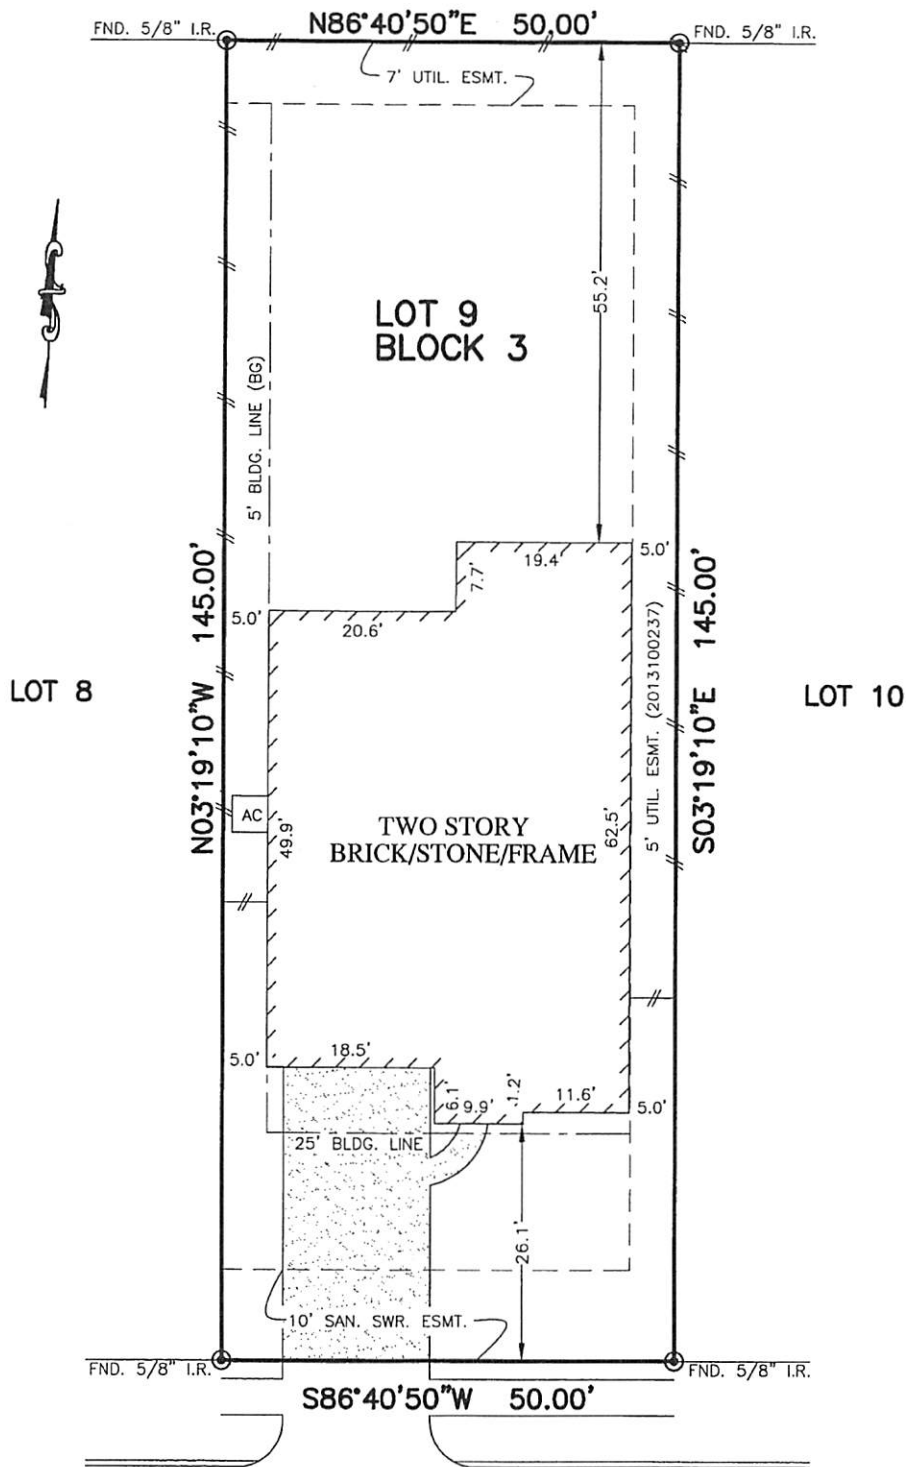 N86°40'50"E 50.00'
FND. 5/8" I.R.
FND. 5/8" I.R.
7' UTIL. ESMT.
55.2'
LOT 9
BLOCK 3
5' BLDG. LINE (BG)
N03°19'10"W 145.00'
S03°19'10"E 145.00'
19.4'
5.0'
7.7'
5.0'
20.6'
5' UTIL. ESMT. (2013100237)
LOT 8
LOT 10
AC
49.9'
62.5'
TWO STORY
BRICK/STONE/FRAME
5.0'
18.5'
6.1'
9.9'
1.2'
11.6'
5.0'
25' BLDG. LINE
26.1'
10' SAN. SWR. ESMT.
FND. 5/8" I.R.
FND. 5/8" I.R.
S86°40'50"W 50.00'